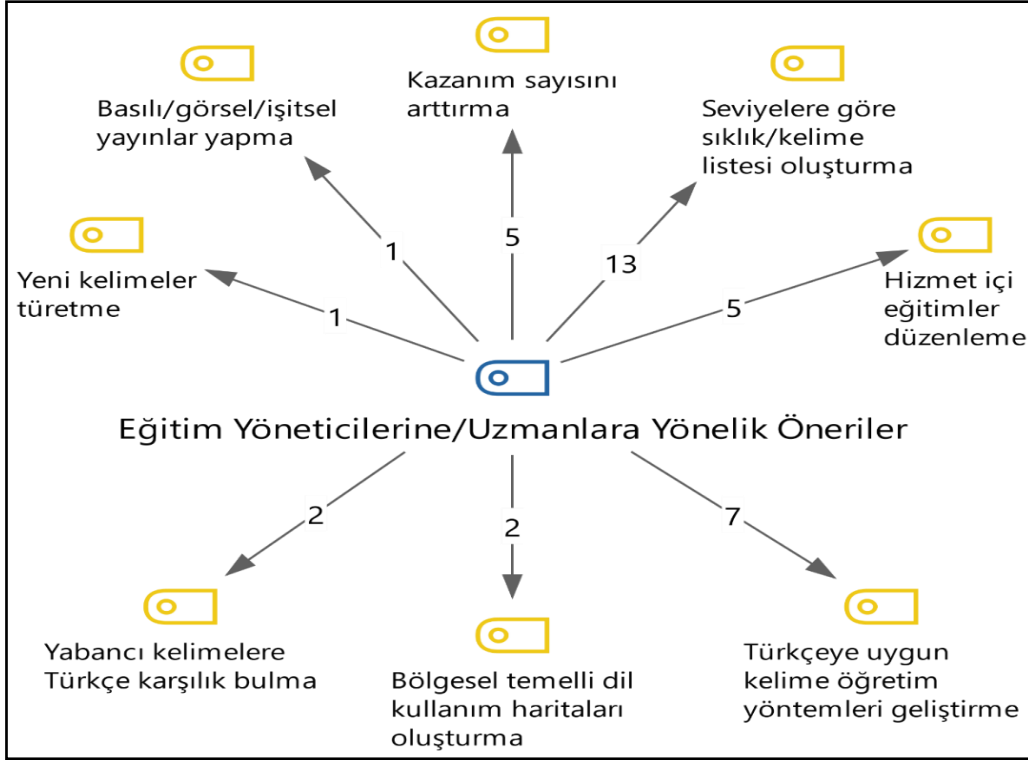 Kazanım sayısını
arttırma
Basılı/görsel/işitsel
yayınlar yapma
Seviyelere göre
sıklık/kelime
listesi oluşturma
Yeni kelimeler
türetme
Hizmet içi
eğitimler
düzenleme
1
5
13
1
5
Eğitim Yöneticilerine/Uzmanlara Yönelik Öneriler
2
2
7
Yabancı kelimelere
Türkçe karşılık bulma
Bölgesel temelli dil
kullanım haritaları
oluşturma
Türkçeye uygun
kelime öğretim
yöntemleri geliştirme